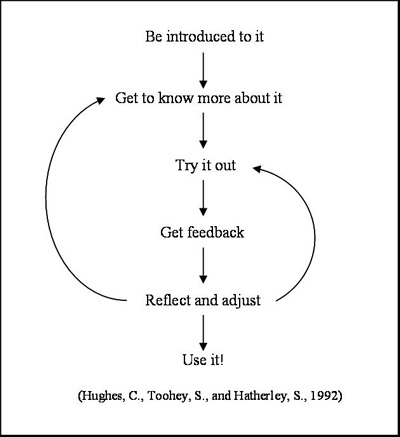 Be introduced to it
Get to know more about it
Try it out
Get feedback
Reflect and adjust
Use it!
(Hughes, C., Toohey, S., and Hatherley, S., 1992)